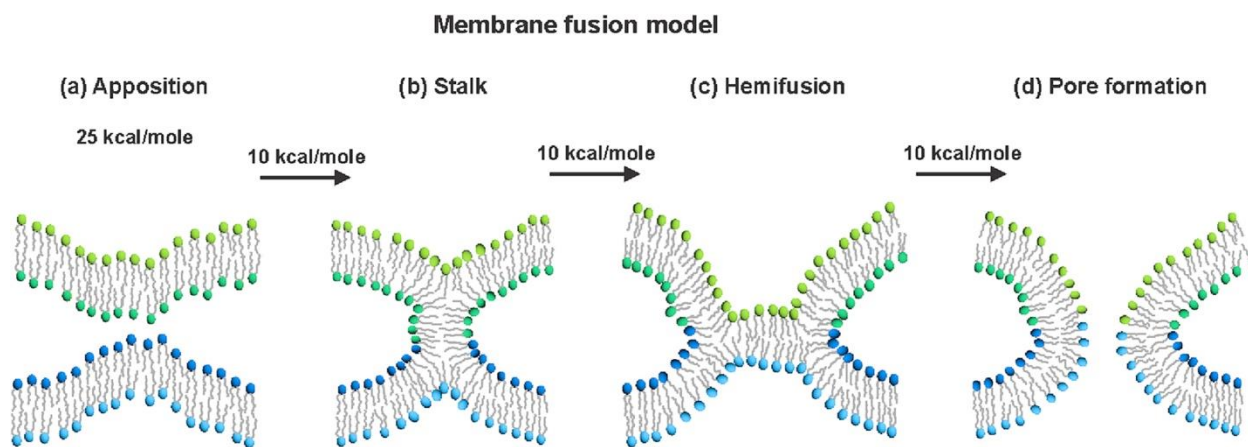 Membrane fusion model
(a) Apposition
(b) Stalk
(c) Hemifusion
(d) Pore formation
25 kcal/mole
10 kcal/mole
10 kcal/mole
10 kcal/mole